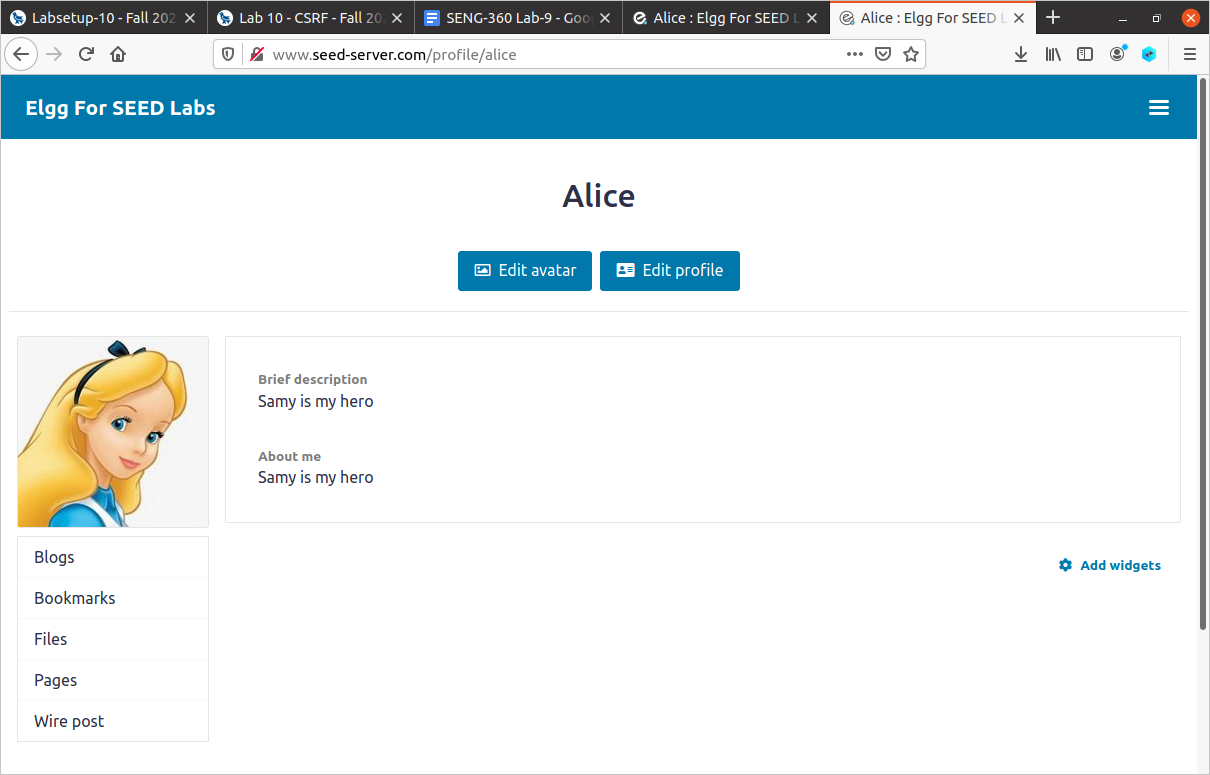 Labsetup-10 - Fall 202
Lab 10 - CSRF - Fall 202
SENG-360 Lab-9 - Goo
Alice : Elgg For SEED L
Alice : Elgg For SEED L
www.seed-server.com/profile/alice
Elgg For SEED Labs
Alice
Edit avatar
Edit profile
Brief description
Samy is my hero
About me
Samy is my hero
Blogs
Bookmarks
Files
Pages
Wire post
Add widgets